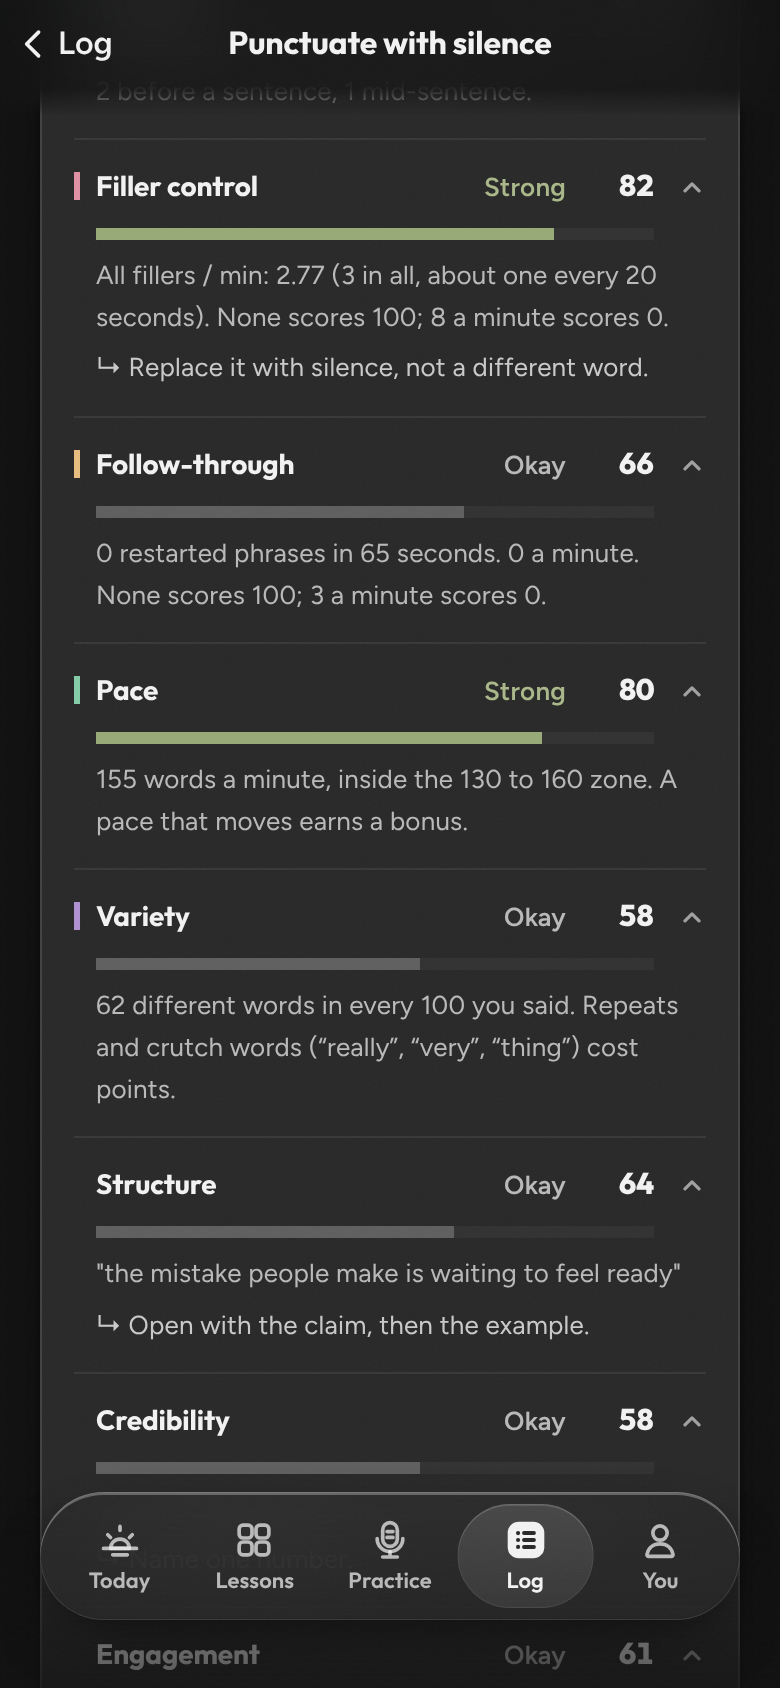 Log
Punctuate with silence
2 before a sentence, 1 mid-sentence.
Filler control Strong 82
All fillers / min: 2.77 (3 in all, about one every 20
seconds). None scores 100; 8 a minute scores 0.
↳ Replace it with silence, not a different word.
Follow-through Okay 66
0 restarted phrases in 65 seconds. 0 a minute.
None scores 100; 3 a minute scores 0.
Pace Strong 80
155 words a minute, inside the 130 to 160 zone. A
pace that moves earns a bonus.
Variety Okay 58
62 different words in every 100 you said. Repeats
and crutch words (“really”, “very”, “thing”) cost
points.
Structure Okay 64
"the mistake people make is waiting to feel ready"
↳ Open with the claim, then the example.
Credibility Okay 58
Name one number.
Today Lessons Practice Log You
Engagement Okay 61